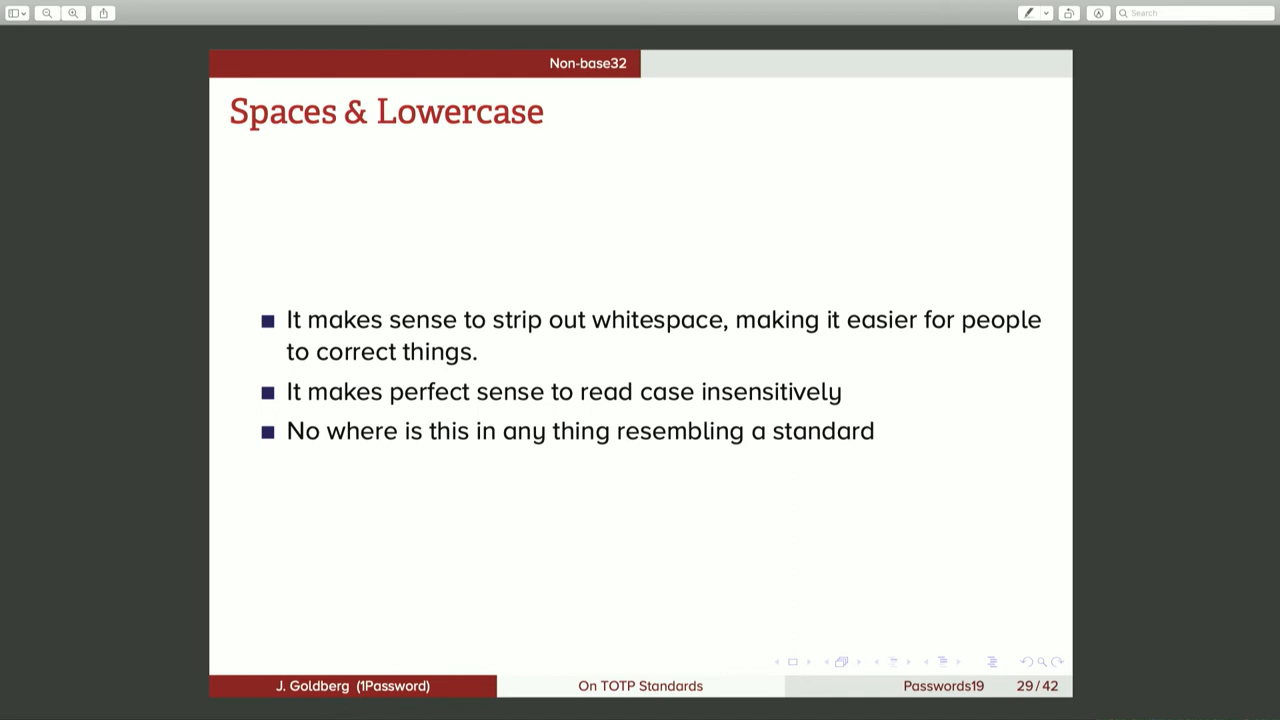 Search
Non-base32
Spaces & Lowercase
It makes sense to strip out whitespace, making it easier for people
to correct things.
It makes perfect sense to read case insensitively
No where is this in any thing resembling a standard
J. Goldberg (1Password)
On TOTP Standards
Passwords19
29 / 42